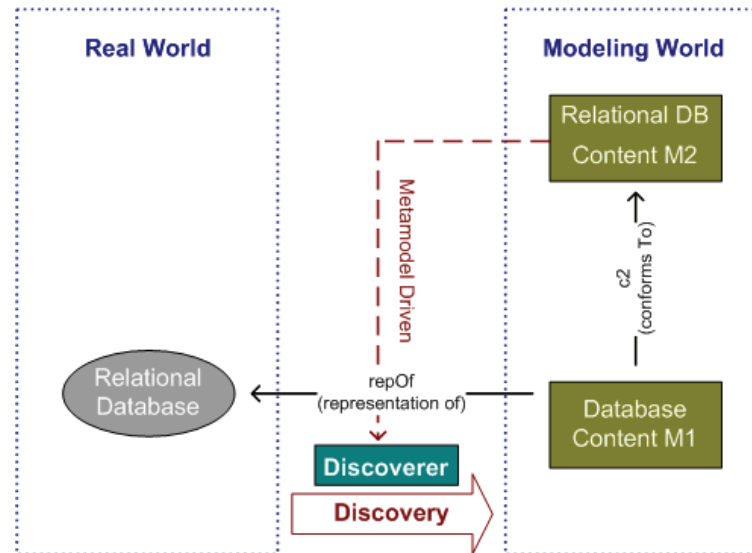 Real World
Modeling World
Relational DB
Content M2
Metamodel Driven
c2
(conforms To)
Relational
Database
repOf
(representation of)
Database
Content M1
Discoverer
Discovery